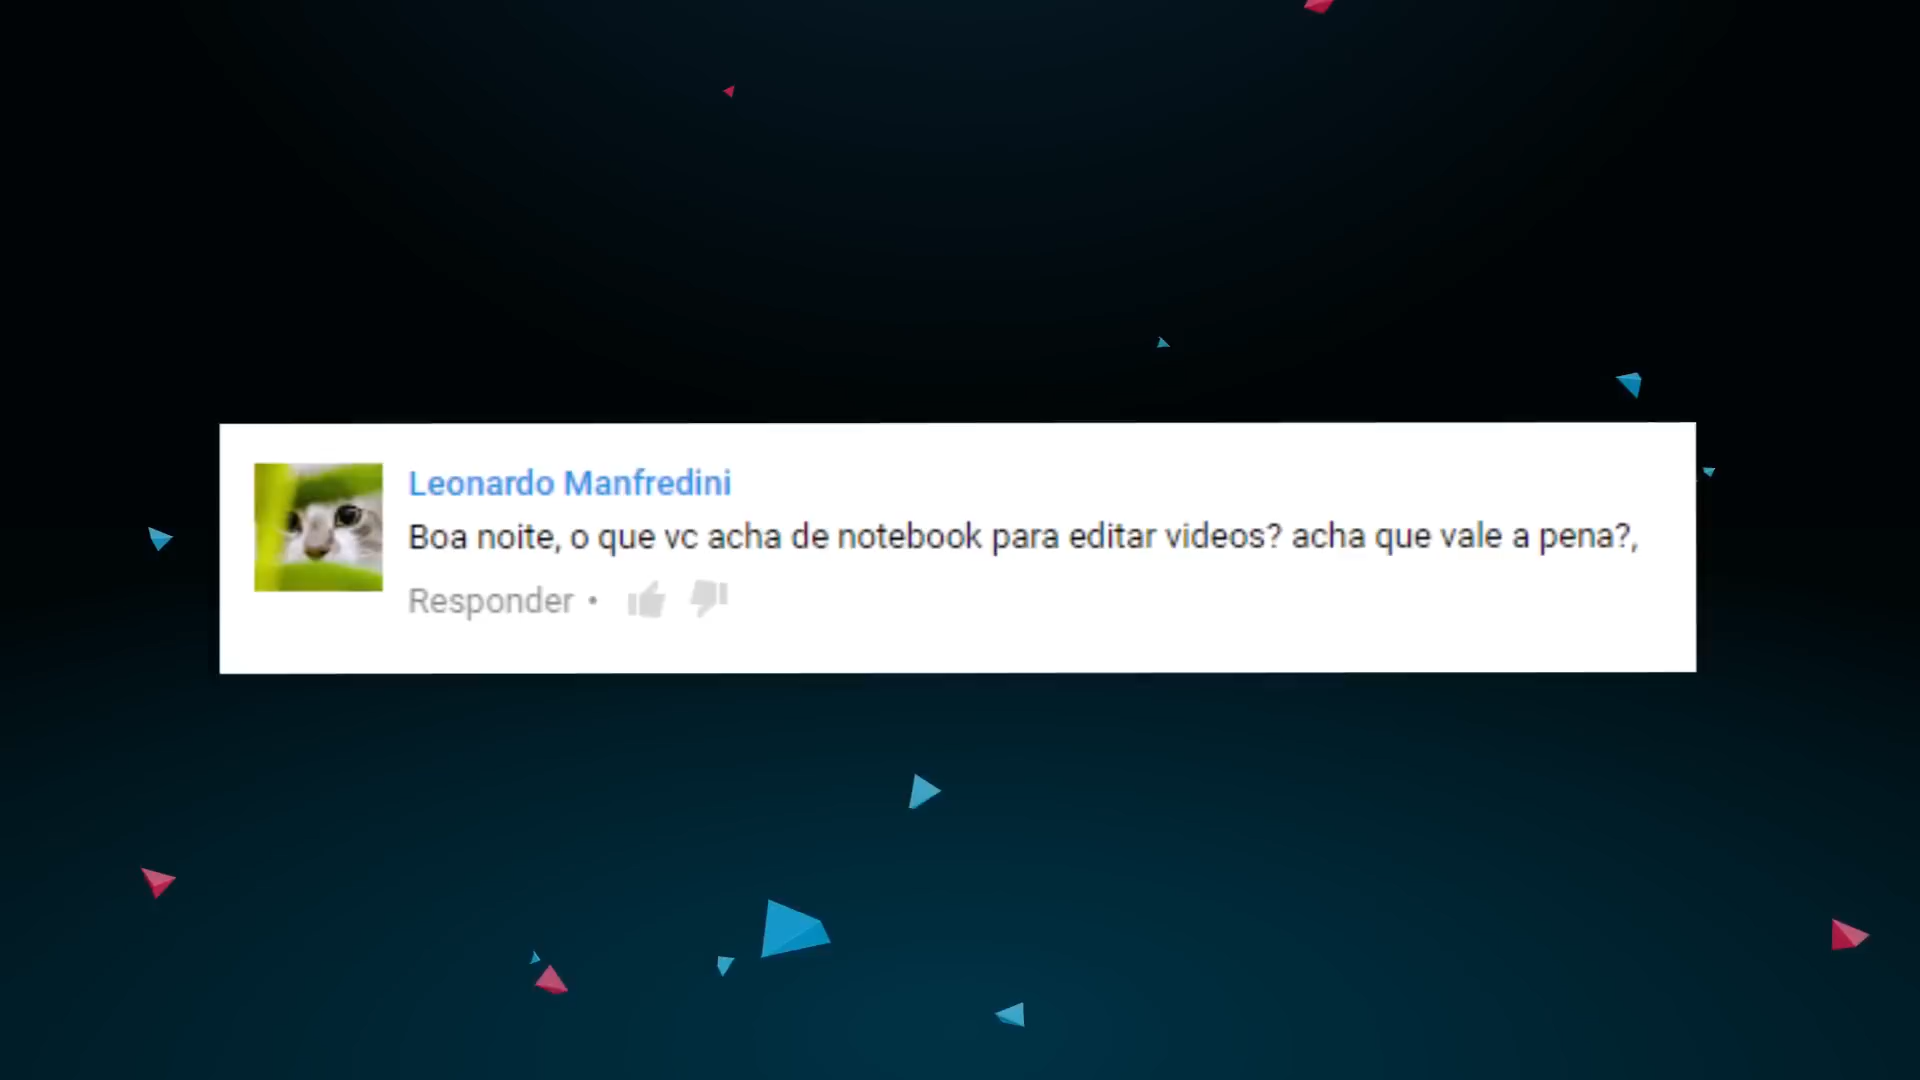 Leonardo Manfredini
Boa noite, o que vc acha de notebook para editar videos? acha que vale a pena?,
Responder •